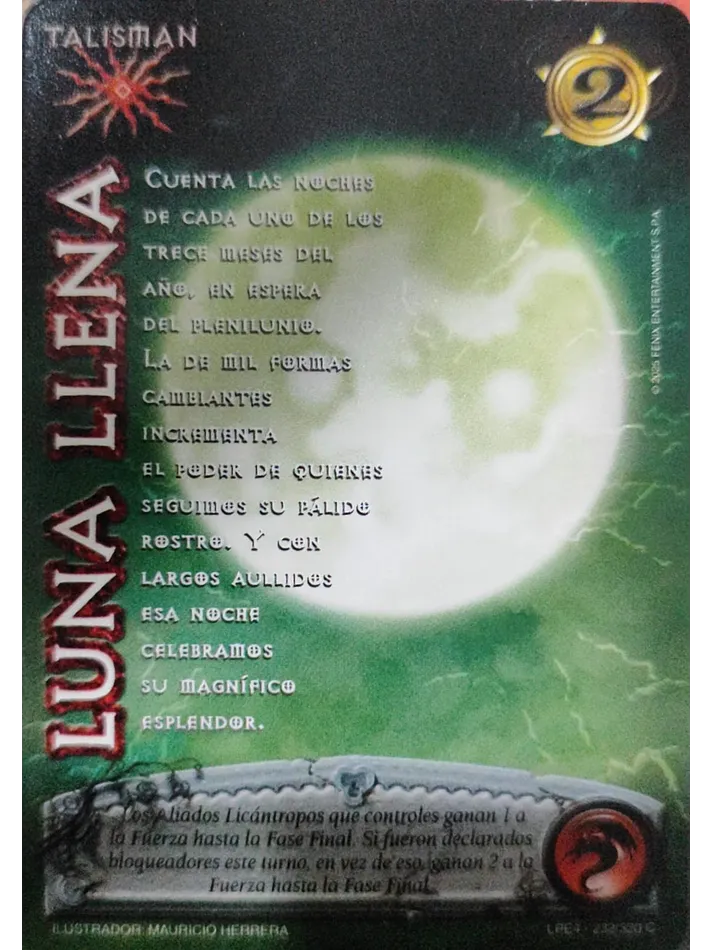 TALISMAN
2
LUNA LLENA
CUENTA LAS NOCHES
DE CADA UNO DE LOS
TRECE MESES DEL
AÑO, EN ESPERA
DEL PLENILUNIO.
LA DE MIL FORMAS
CAMBIANTES
INCREMENTA
EL PODER DE QUIENES
SEGUIMOS SU PÁLIDO
ROSTRO. Y CON
LARGOS AULLIDOS
ESA NOCHE
CELEBRAMOS
SU MAGNÍFICO
ESPLENDOR.
© 2025 FENIX ENTERTAINMENT S.P.A.
Los Aliados Licántropos que controles ganan 1 a
la Fuerza hasta la Fase Final. Si fueron declarados
bloqueadores este turno, en vez de eso, ganan 2 a la
Fuerza hasta la Fase Final.
ILUSTRADOR: MAURICIO HERRERA
232/320 C